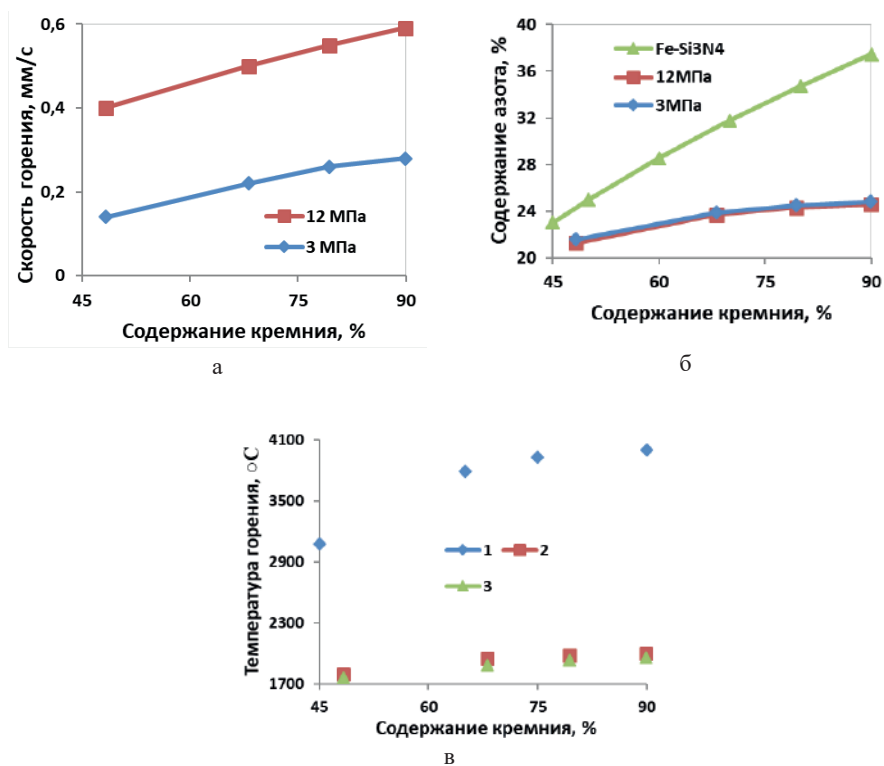 Скорость горения, мм/с
0,6
0,4
0,2
0
12 МПа
3 МПа
45 60 75 90
Содержание кремния, %
а
Содержание азота, %
40
36
32
28
24
20
Fe-Si3N4
12МПа
3МПа
45 60 75 90
Содержание кремния, %
б
Температура горения, оС
4100
3500
2900
2300
1700
1 2
3
45 60 75 90
Содержание кремния, %
в